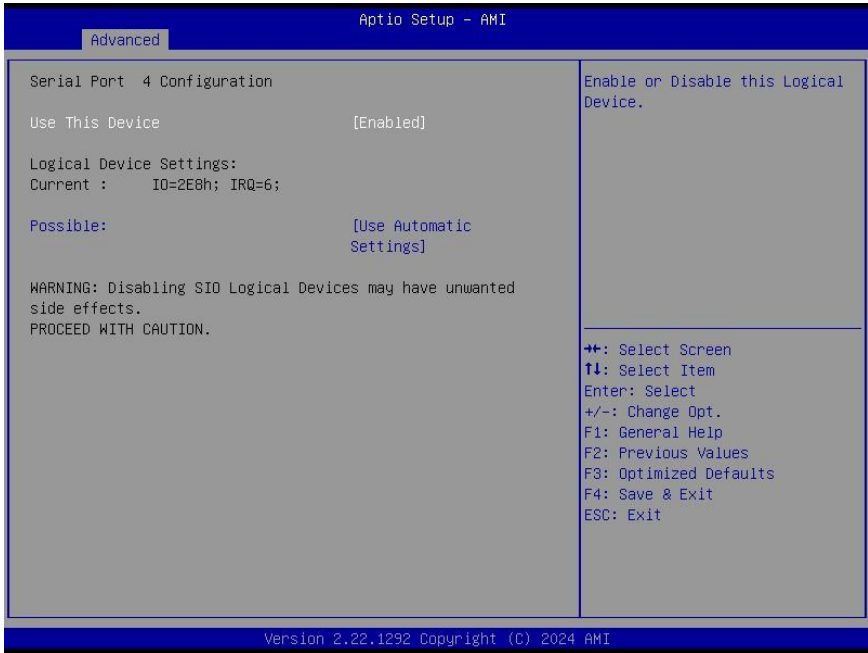 Aptio Setup - AMI
Advanced
Serial Port  4 Configuration
Use This Device [Enabled]
Logical Device Settings:
Current :     IO=2E8h; IRQ=6;
Possible: [Use Automatic
Settings]
WARNING: Disabling SIO Logical Devices may have unwanted
side effects.
PROCEED WITH CAUTION.
Enable or Disable this Logical
Device.
→←: Select Screen
↑↓: Select Item
Enter: Select
+/-: Change Opt.
F1: General Help
F2: Previous Values
F3: Optimized Defaults
F4: Save & Exit
ESC: Exit
Version 2.22.1292 Copyright (C) 2024 AMI